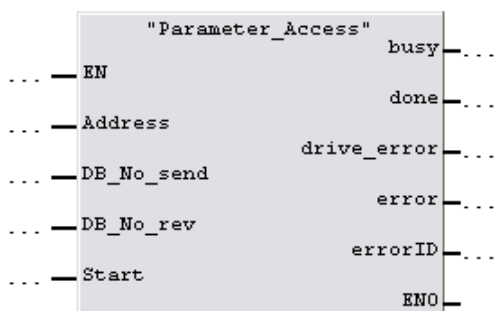 "Parameter_Access"
busy
... EN
done ...
... Address
drive_error ...
... DB_No_send
error ...
... DB_No_rev
errorID ...
... Start
ENO